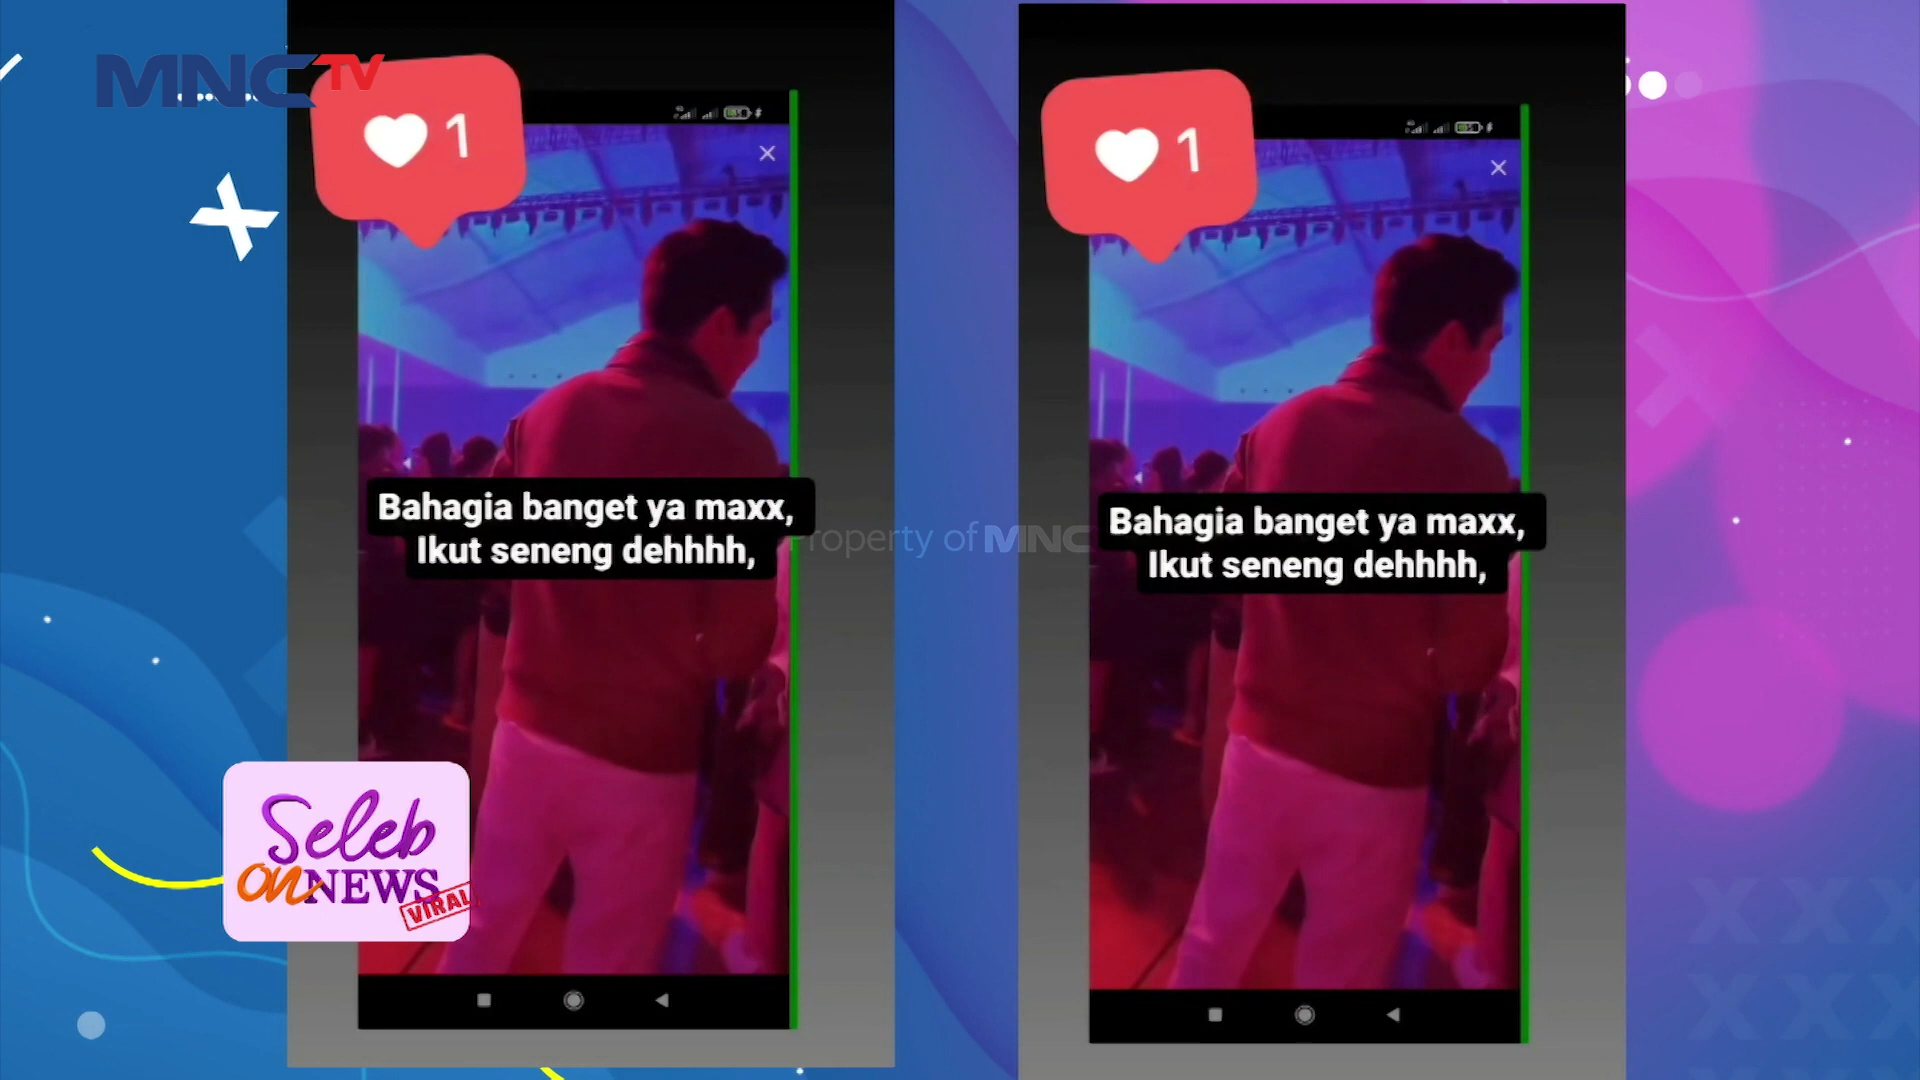 MNCTV
1
1
Bahagia banget ya maxx,
Ikut seneng dehhhh,
Property of MNC
Bahagia banget ya maxx,
Ikut seneng dehhhh,
Seleb
on NEWS
VIRAL